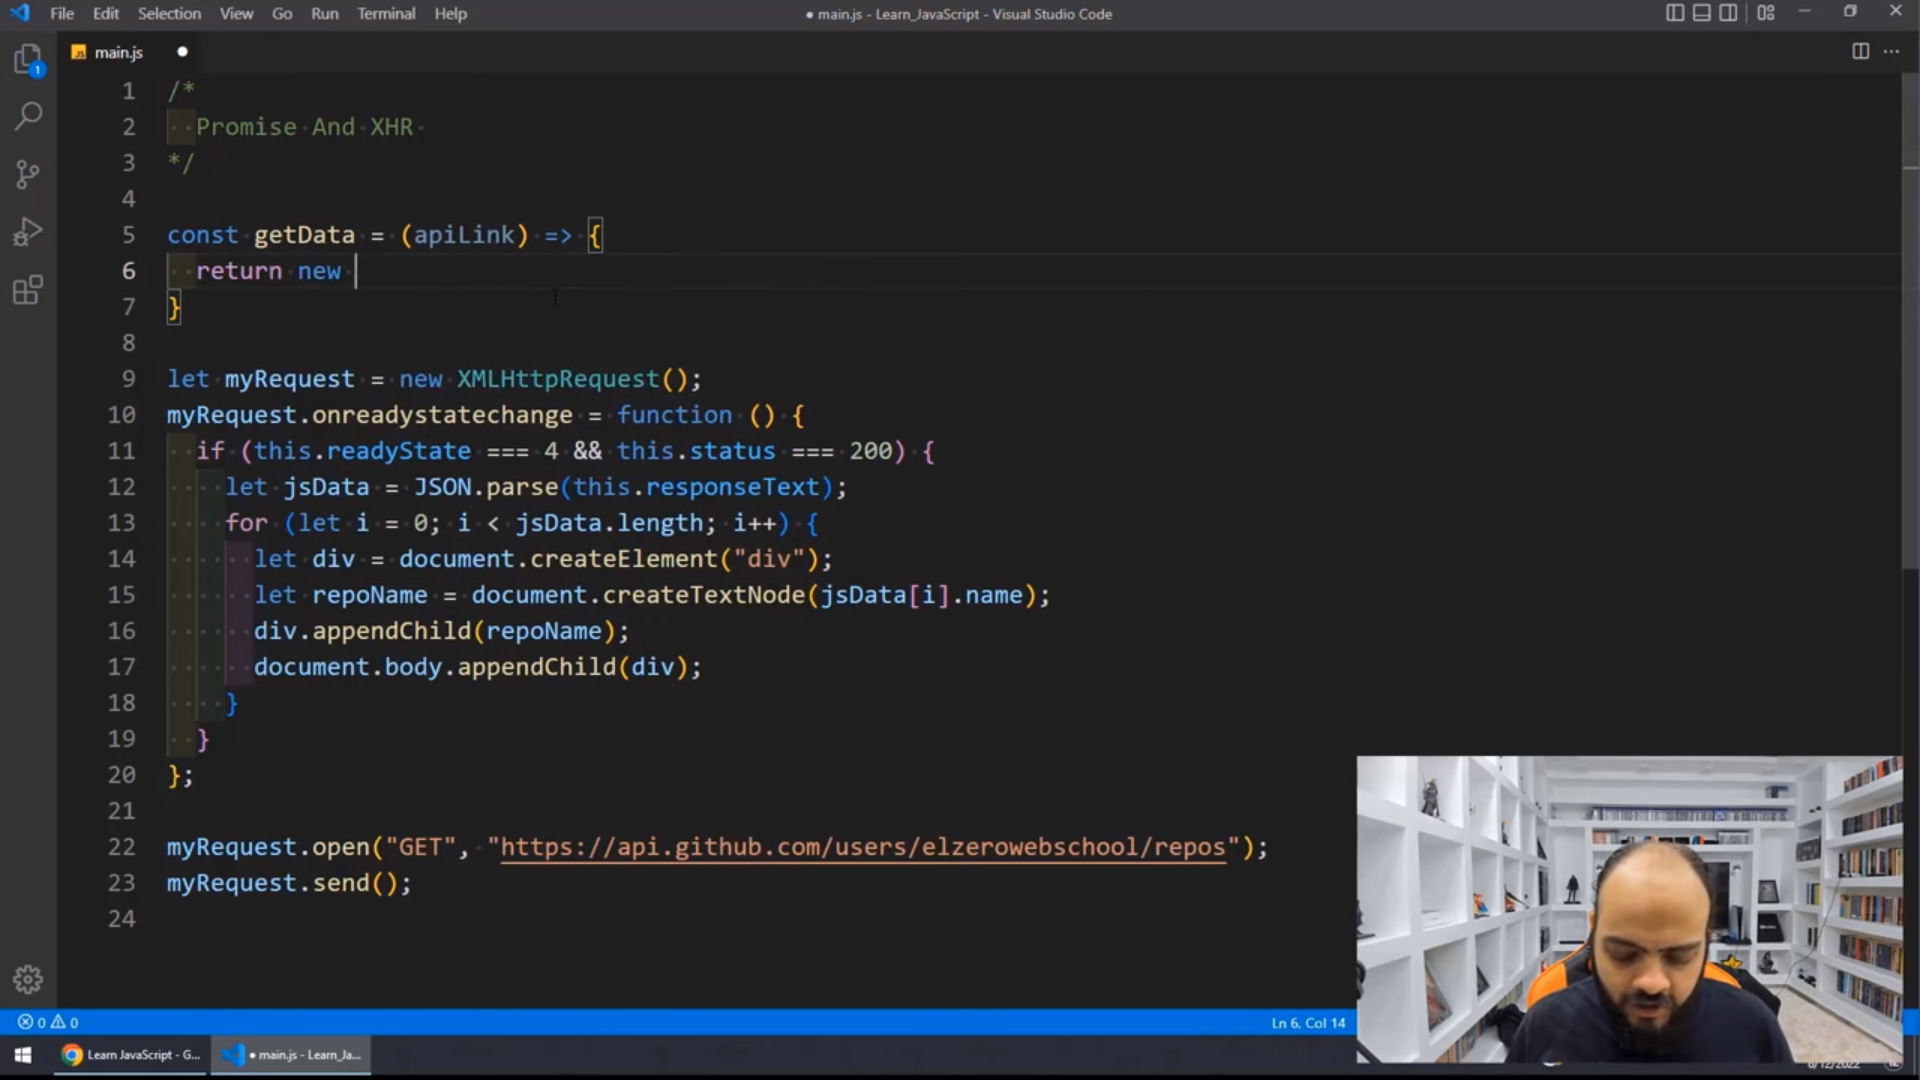 File Edit Selection View Go Run Terminal Help
● main.js - Learn_JavaScript - Visual Studio Code
main.js
1
1 /*
2 Promise And XHR
3 */
4
5 const getData = (apiLink) => {
6 return new
7 }
8
9 let myRequest = new XMLHttpRequest();
10 myRequest.onreadystatechange = function () {
11 if (this.readyState === 4 && this.status === 200) {
12 let jsData = JSON.parse(this.responseText);
13 for (let i = 0; i < jsData.length; i++) {
14 let div = document.createElement("div");
15 let repoName = document.createTextNode(jsData[i].name);
16 div.appendChild(repoName);
17 document.body.appendChild(div);
18 }
19 }
20 };
21
22 myRequest.open("GET", "https://api.github.com/users/elzerowebschool/repos");
23 myRequest.send();
24
0 0
Ln 6, Col 14
Learn JavaScript - G...
● main.js - Learn_Ja...